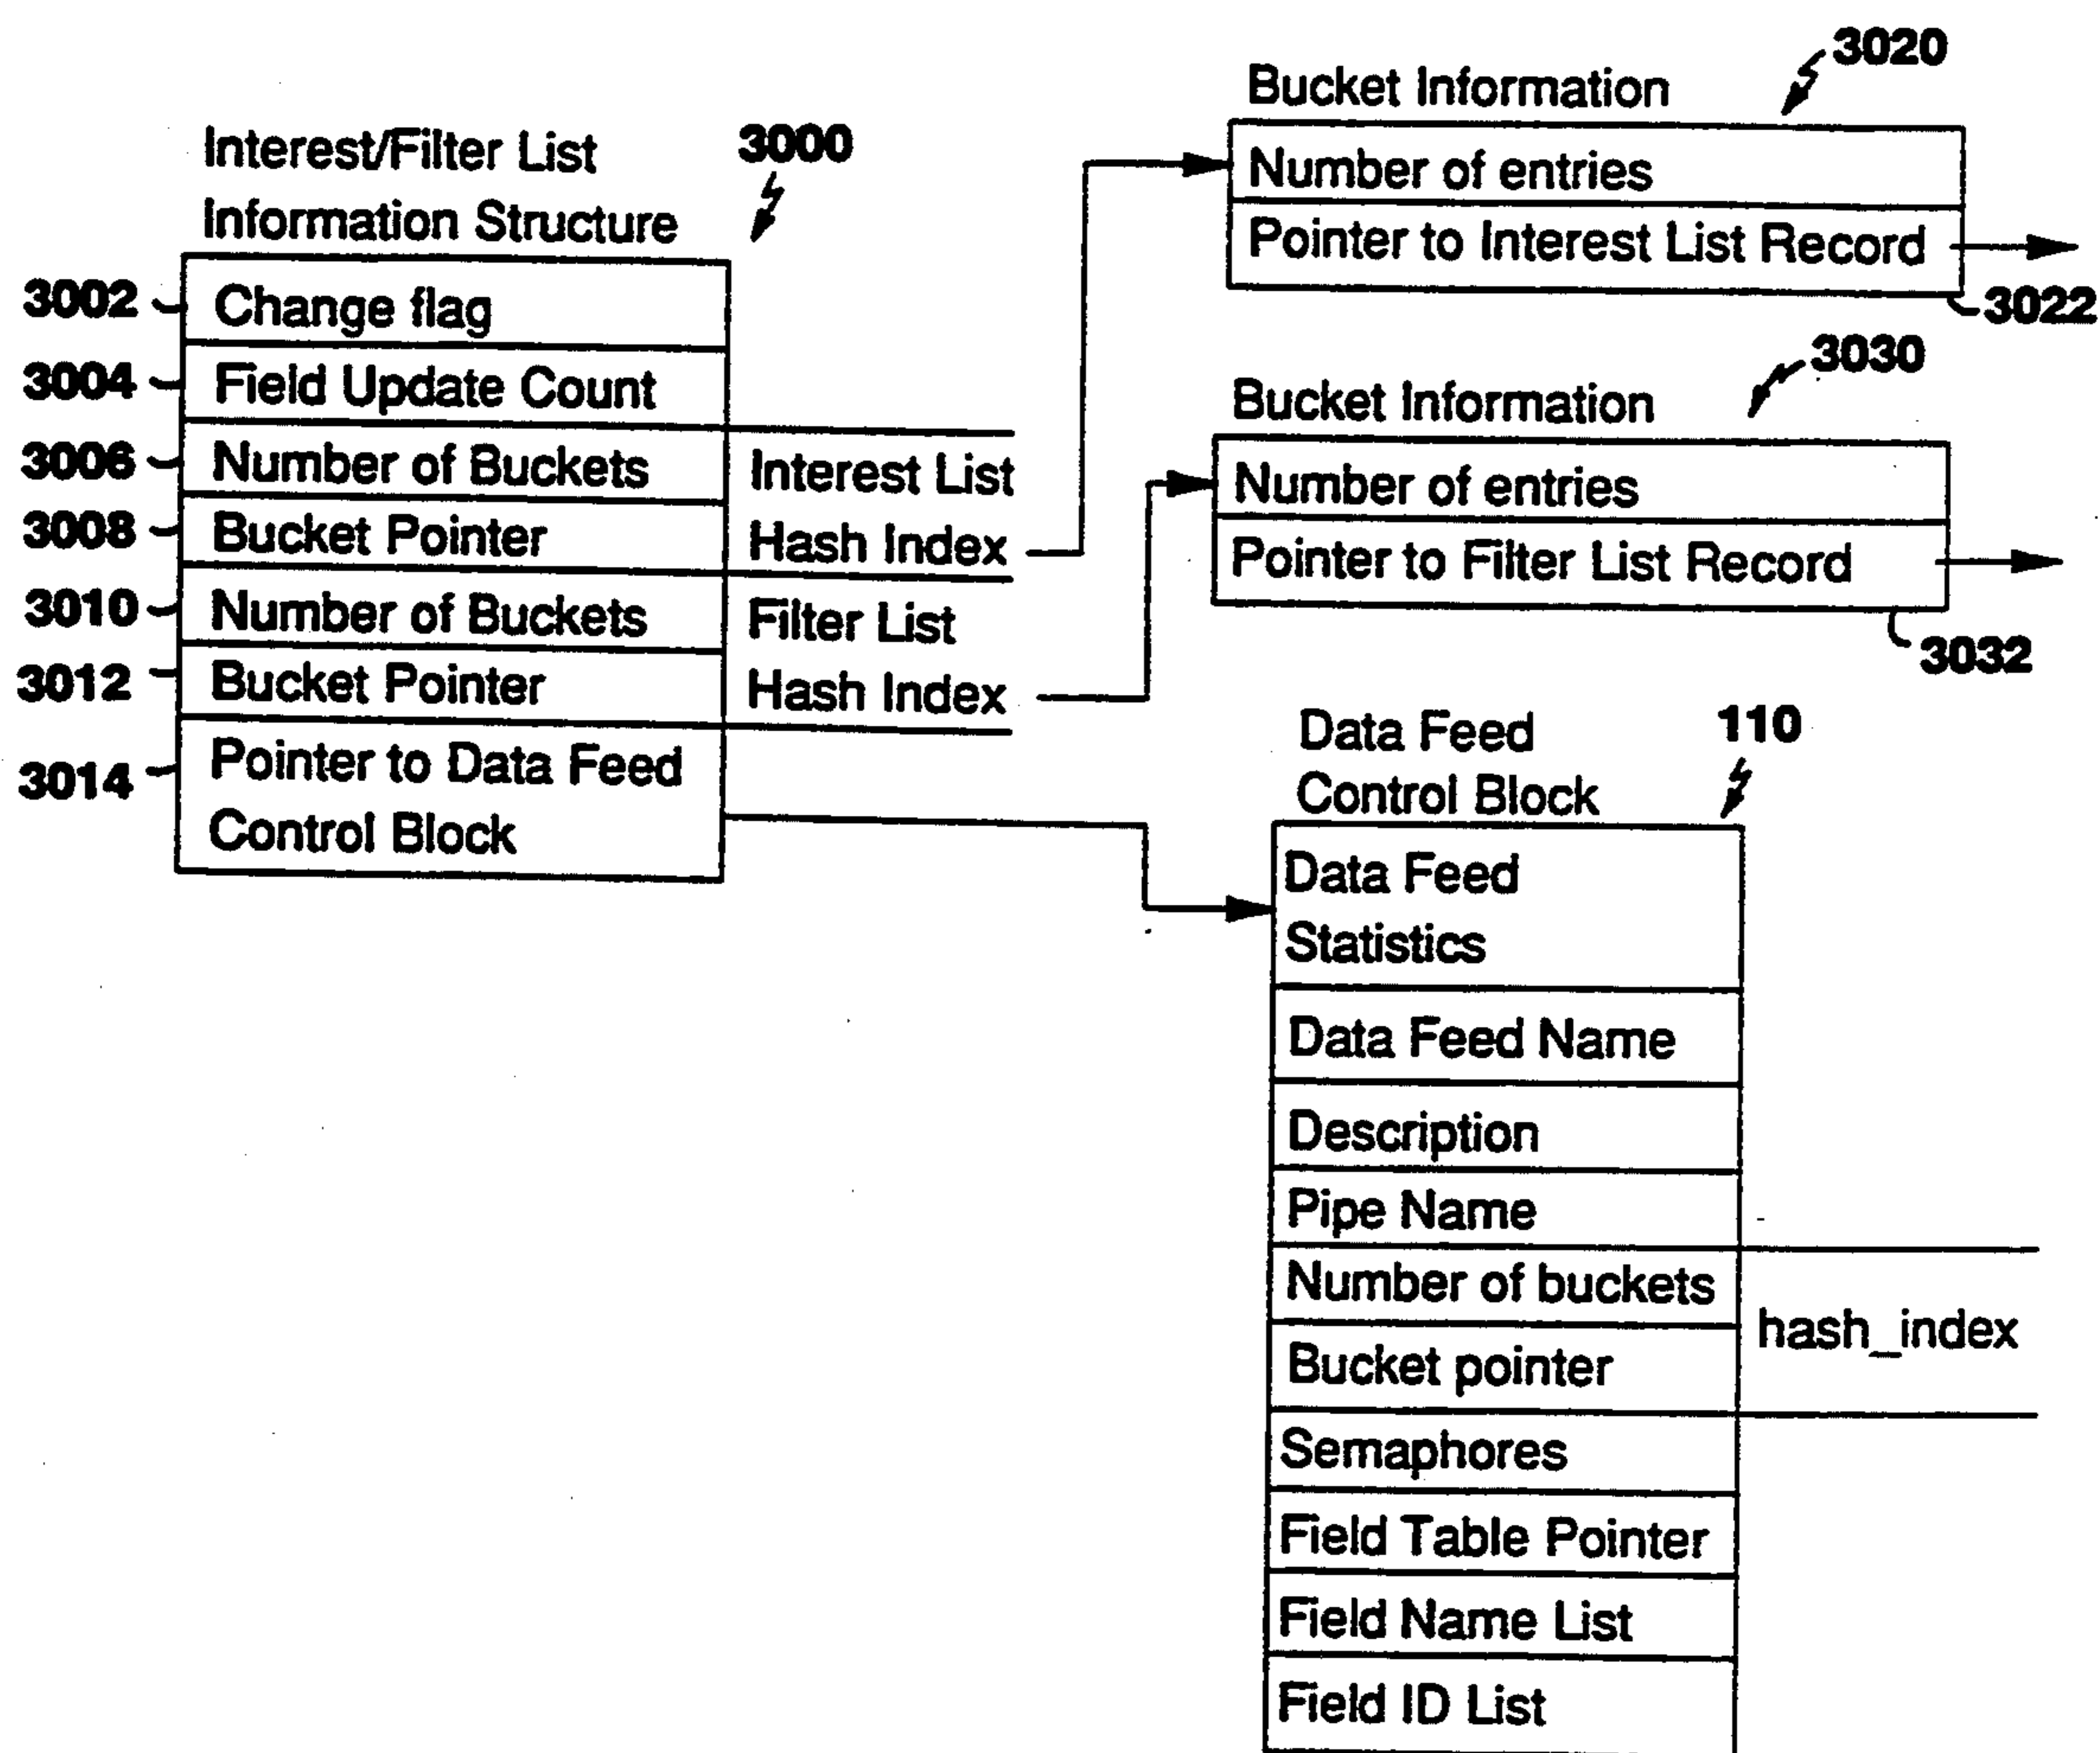 Interest/Filter List
Information Structure
3000
3002
Change flag
3004
Field Update Count
3006
Number of Buckets
Interest List
3008
Bucket Pointer
Hash Index
3010
Number of Buckets
Filter List
3012
Bucket Pointer
Hash Index
3014
Pointer to Data Feed
Control Block
Bucket Information
3020
Number of entries
Pointer to Interest List Record
3022
Bucket Information
3030
Number of entries
Pointer to Filter List Record
3032
Data Feed
Control Block
110
Data Feed
Statistics
Data Feed Name
Description
Pipe Name
Number of buckets
Bucket pointer
hash_index
Semaphores
Field Table Pointer
Field Name List
Field ID List